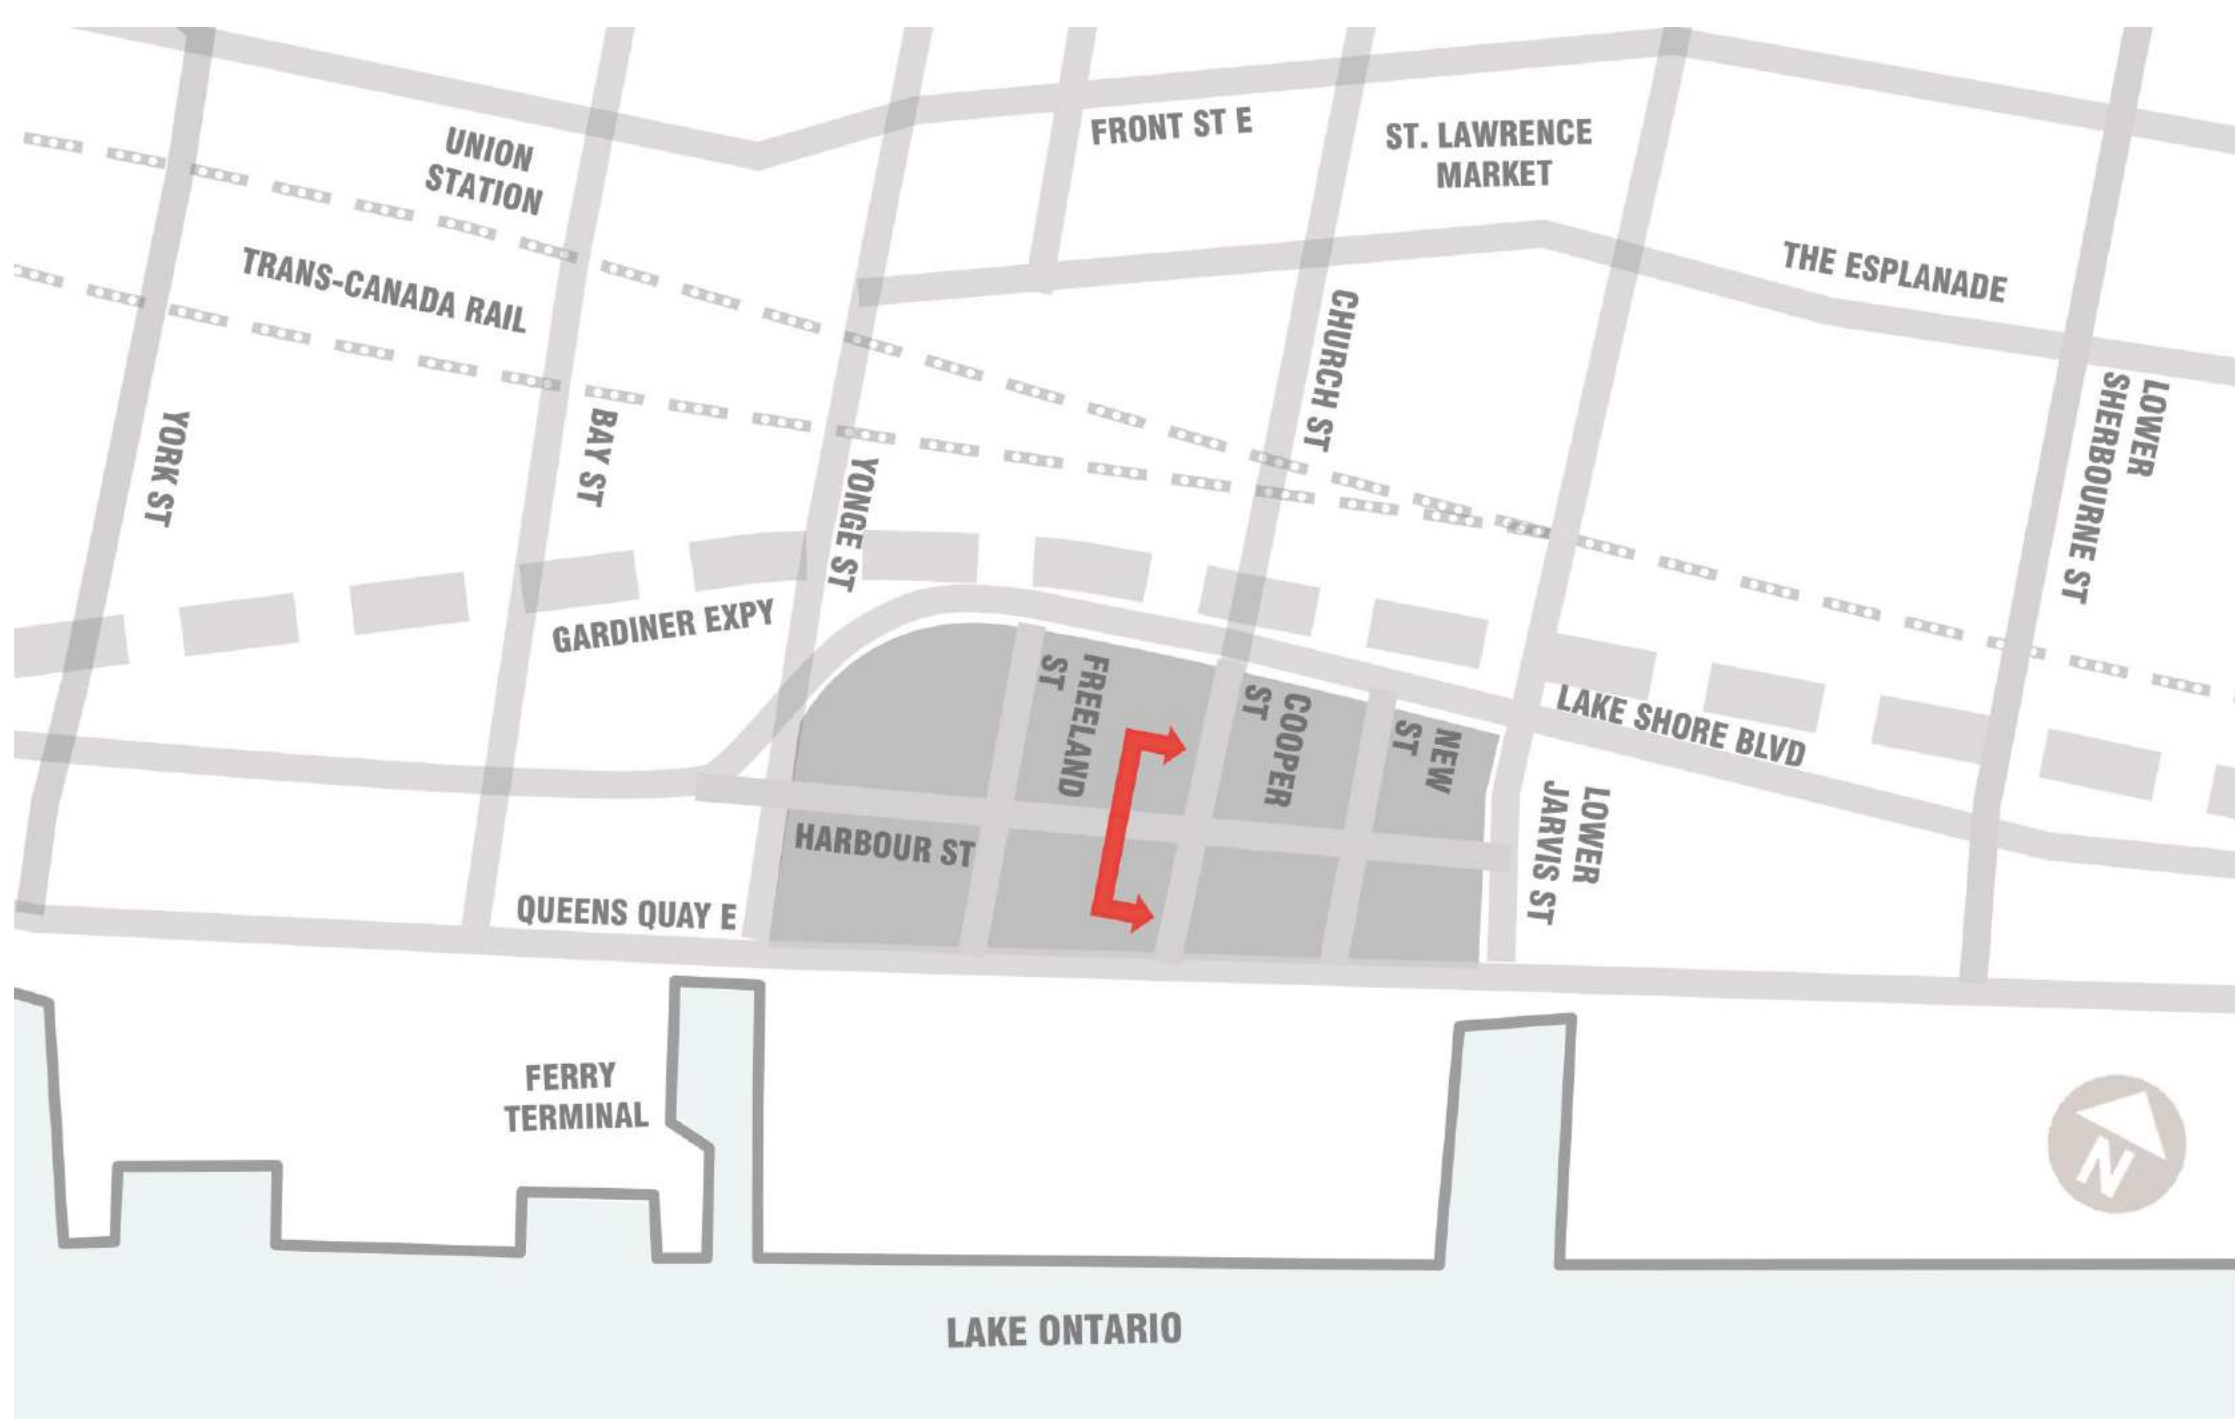 FRONT ST E
ST. LAWRENCE
MARKET
UNION
STATION
TRANS-CANADA RAIL
THE ESPLANADE
CHURCH ST
LOWER
SHERBOURNE ST
YORK ST
BAY ST
YONGE ST
GARDINER EXPY
FREELAND
ST
COOPER
ST
NEW
ST
LAKE SHORE BLVD
LOWER
JARVIS ST
HARBOUR ST
QUEENS QUAY E
FERRY
TERMINAL
N
LAKE ONTARIO